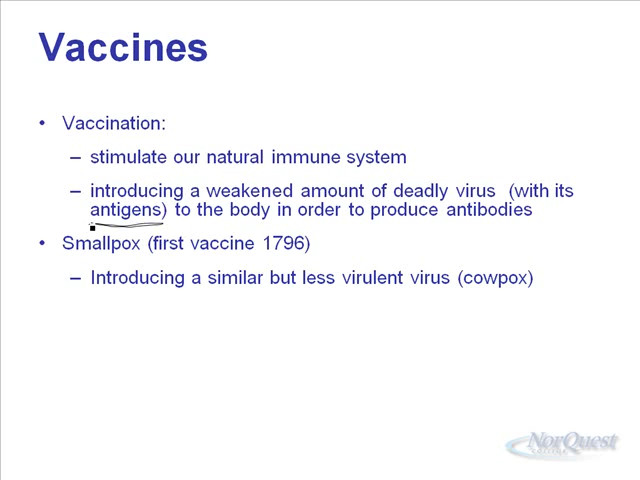 Vaccines
• Vaccination:
– stimulate our natural immune system
– introducing a weakened amount of deadly virus (with its
antigens) to the body in order to produce antibodies
• Smallpox (first vaccine 1796)
– Introducing a similar but less virulent virus (cowpox)
NorQuest
COLLEGE